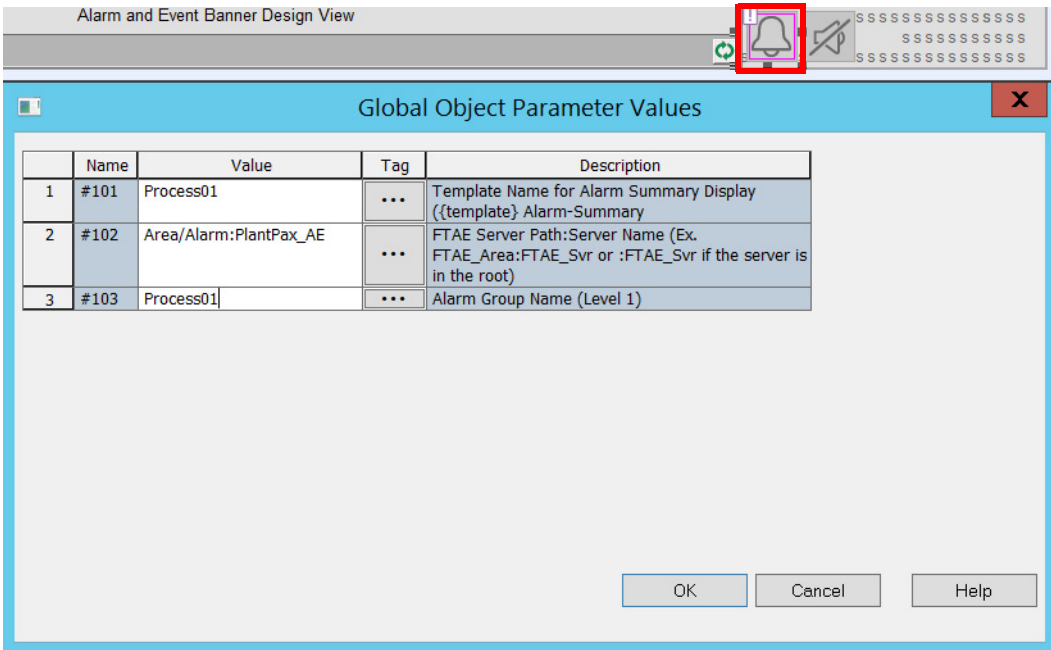 Alarm and Event Banner Design View
s s s s s s s s s s s s s s s
s s s s s s s s s s s
s s s s s s s s s s s s s s s s
Global Object Parameter Values
X
Name Value Tag Description
1 #101 Process01 ••• Template Name for Alarm Summary Display
({template} Alarm-Summary
2 #102 Area/Alarm:PlantPax_AE ••• FTAE Server Path:Server Name (Ex.
FTAE_Area:FTAE_Svr or :FTAE_Svr if the server is
in the root)
3 #103 Process01 ••• Alarm Group Name (Level 1)
OK Cancel Help